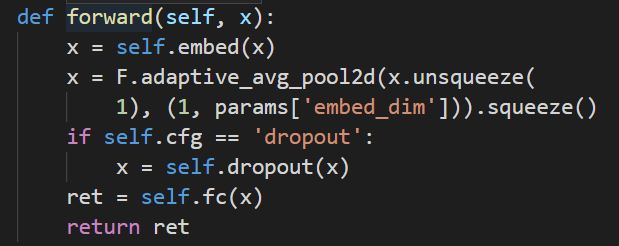 def forward(self, x):
    x = self.embed(x)
    x = F.adaptive_avg_pool2d(x.unsqueeze(
        1), (1, params['embed_dim'])).squeeze()
    if self.cfg == 'dropout':
        x = self.dropout(x)
    ret = self.fc(x)
    return ret